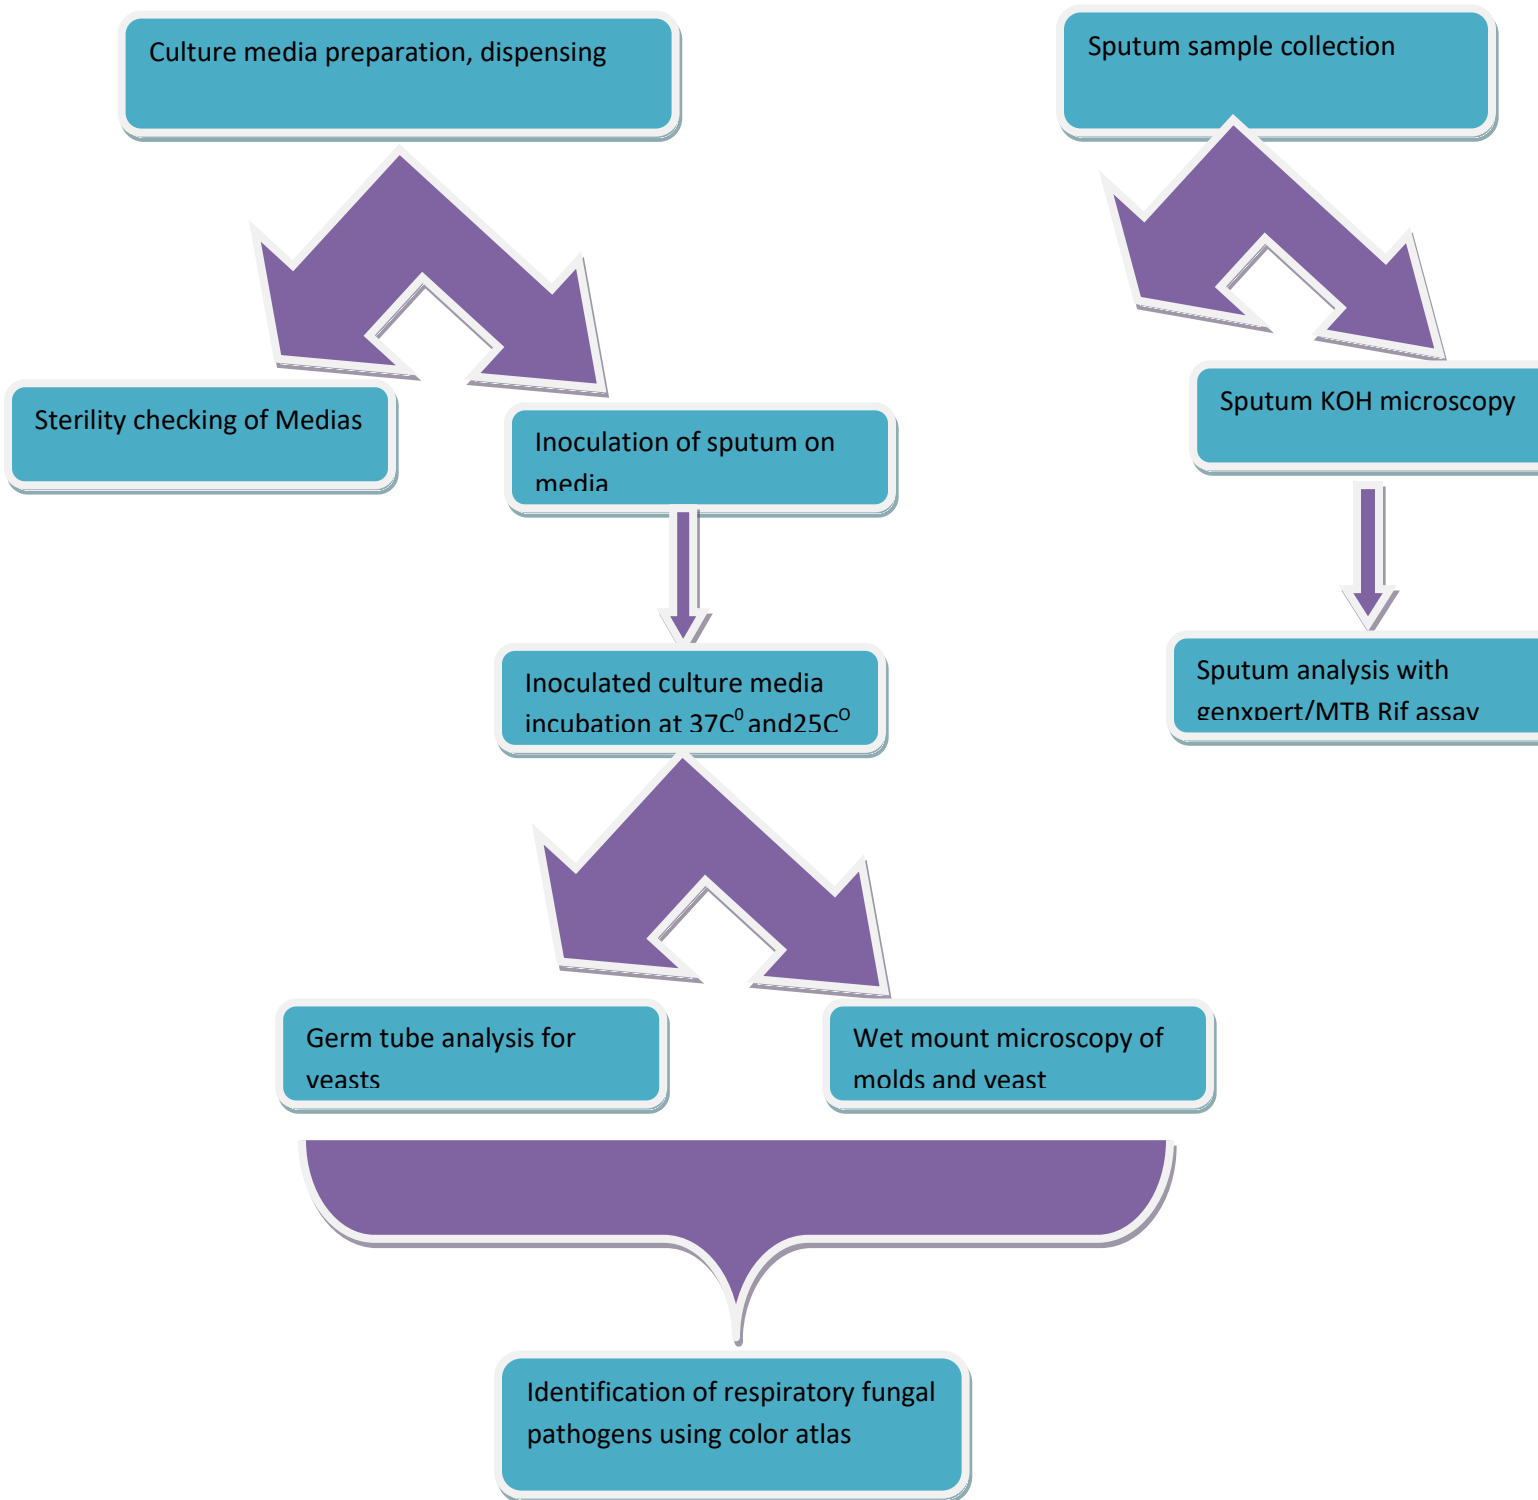 Culture media preparation, dispensing
Sputum sample collection
Sterility checking of Medias
Inoculation of sputum on
media
Sputum KOH microscopy
Inoculated culture media
incubation at 37C⁰ and25C^O
Sputum analysis with
genxpert/MTB Rif assay
Germ tube analysis for
yeasts
Wet mount microscopy of
molds and yeast
Identification of respiratory fungal
pathogens using color atlas